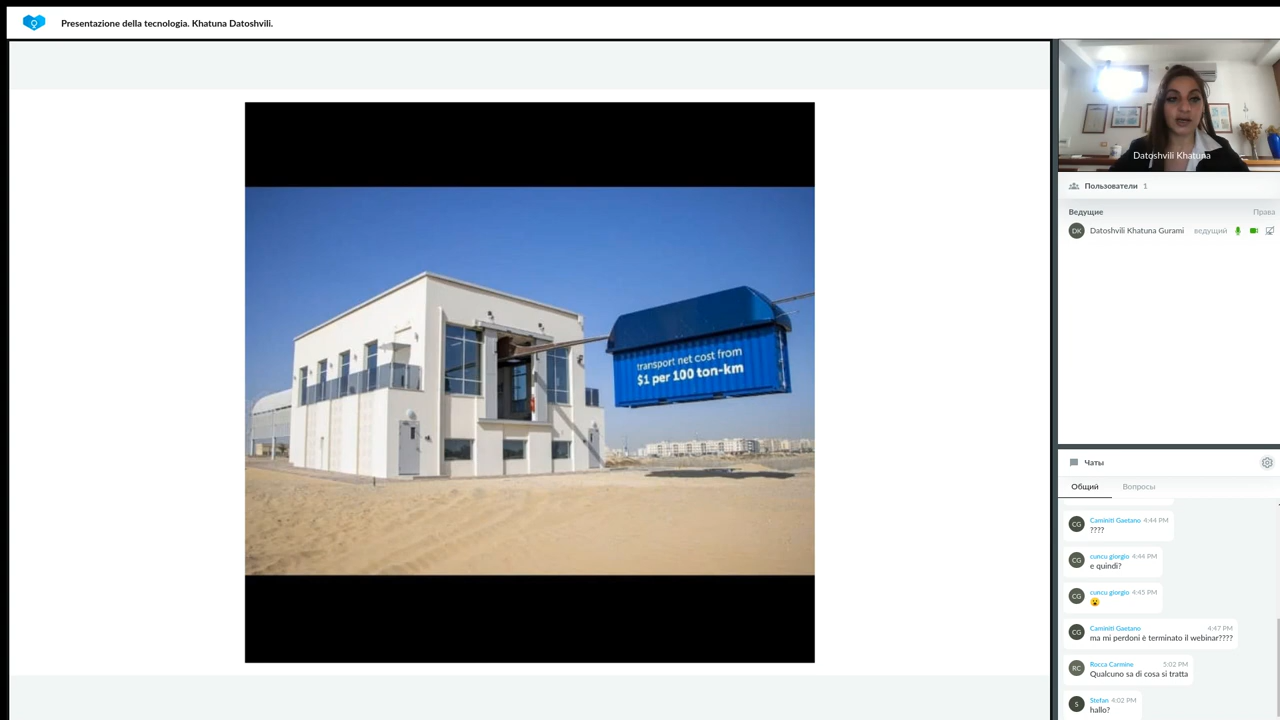 Presentazione della tecnologia. Khatuna Datoshvili.
transport net cost from
$1 per 100 ton-km
Datoshvili Khatuna
Пользователи 1
Ведущие Права
DK Datoshvili Khatuna Gurami ведущий
Чаты
Общий Вопросы
CG Caminiti Gaetano 4:44 PM
????
CG cuncu giorgio 4:44 PM
e quindi?
CG cuncu giorgio 4:45 PM
😮
CG Caminiti Gaetano 4:47 PM
ma mi perdoni è terminato il webinar????
RC Rocca Carmine 5:02 PM
Qualcuno sa di cosa si tratta
S Stefan 4:02 PM
hallo?